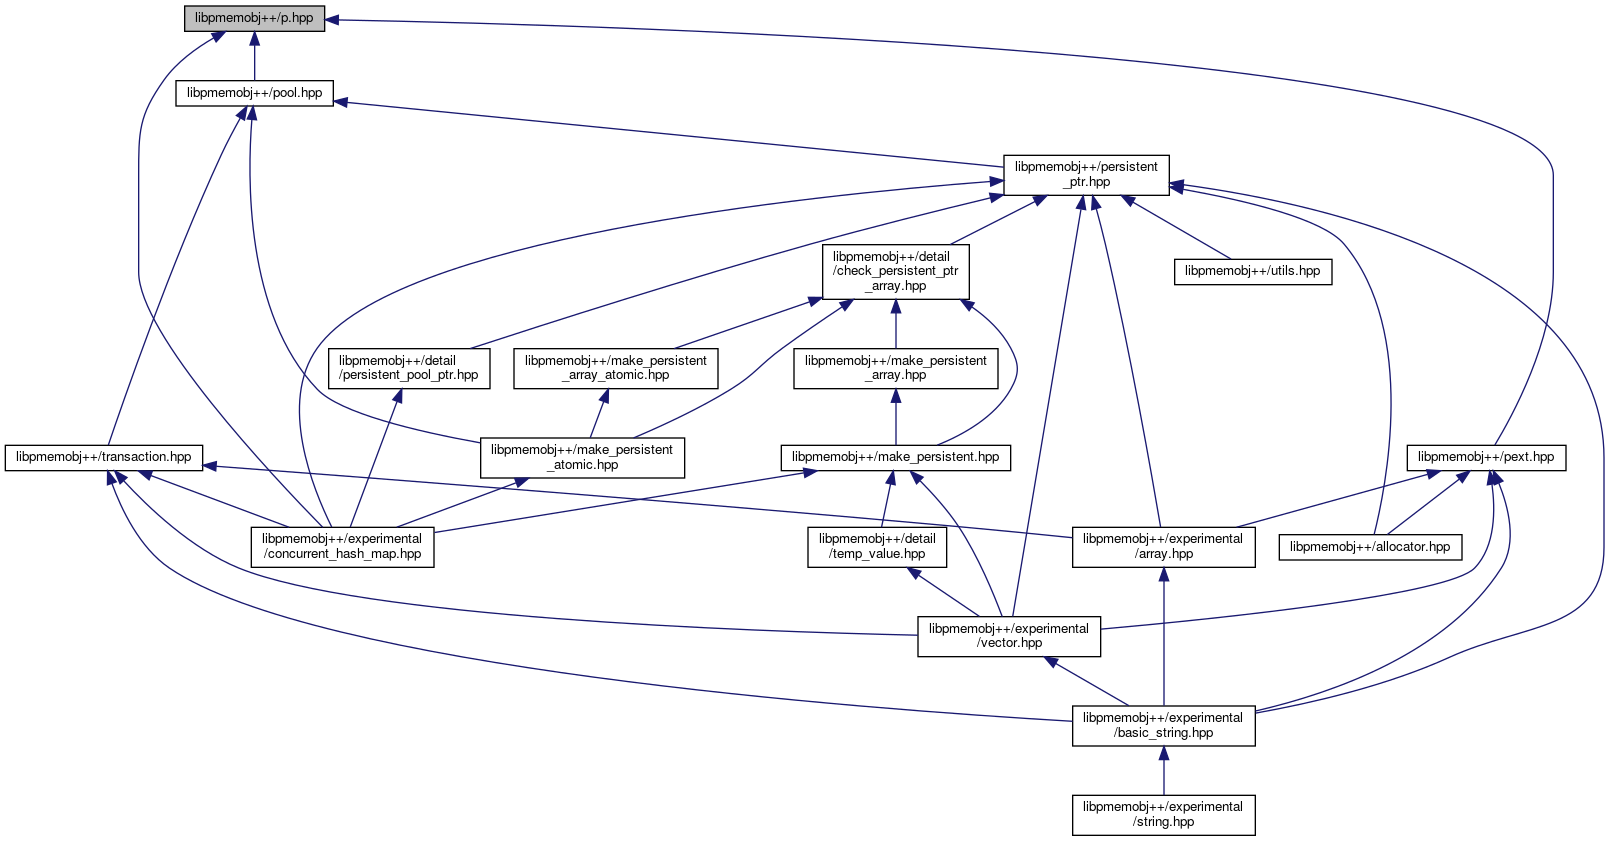 libpmemobj++/p.hpp
libpmemobj++/pool.hpp
libpmemobj++/persistent
_ptr.hpp
libpmemobj++/detail
/check_persistent_ptr
_array.hpp
libpmemobj++/utils.hpp
libpmemobj++/detail
/persistent_pool_ptr.hpp
libpmemobj++/make_persistent
_array_atomic.hpp
libpmemobj++/make_persistent
_array.hpp
libpmemobj++/transaction.hpp
libpmemobj++/make_persistent
_atomic.hpp
libpmemobj++/make_persistent.hpp
libpmemobj++/pext.hpp
libpmemobj++/experimental
/concurrent_hash_map.hpp
libpmemobj++/detail
/temp_value.hpp
libpmemobj++/experimental
/array.hpp
libpmemobj++/allocator.hpp
libpmemobj++/experimental
/vector.hpp
libpmemobj++/experimental
/basic_string.hpp
libpmemobj++/experimental
/string.hpp